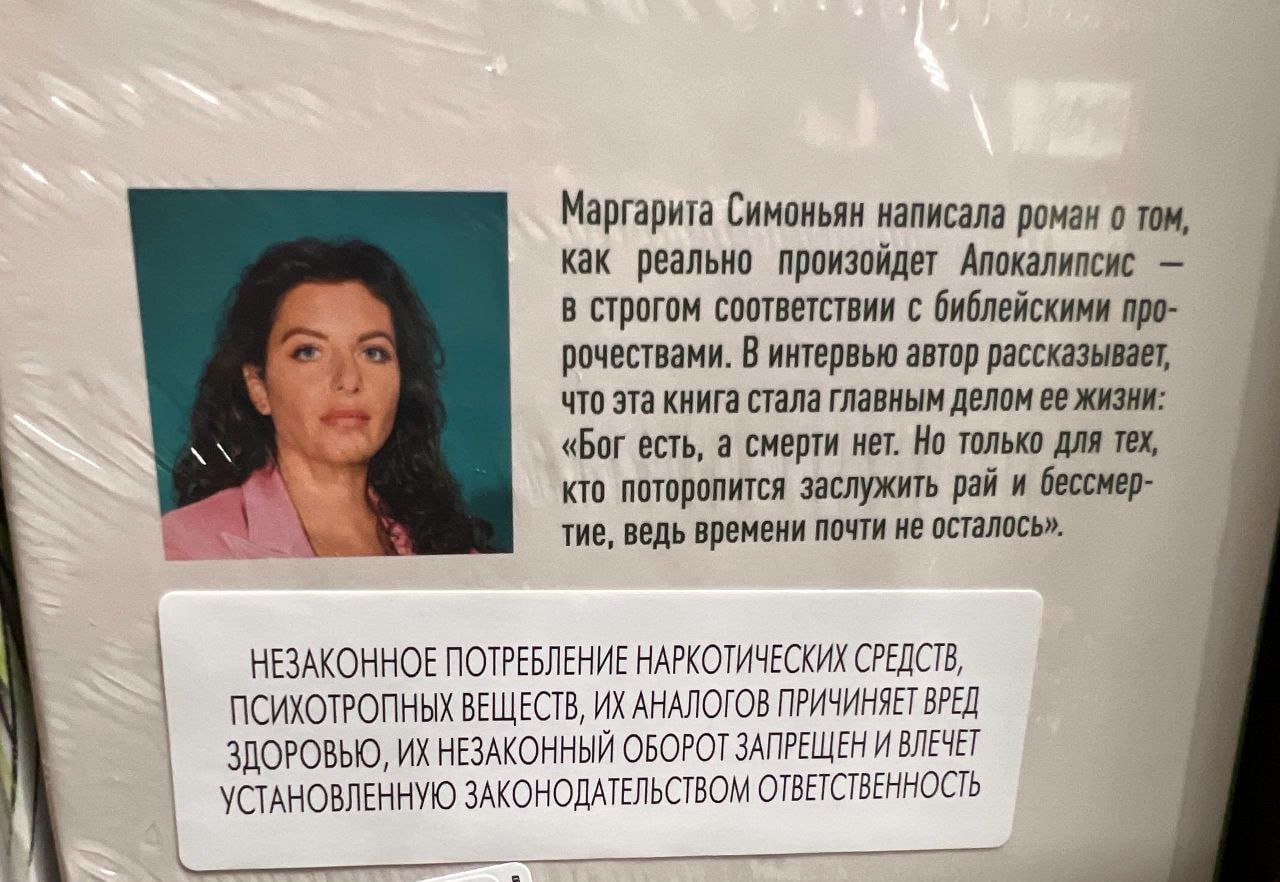 Маргарита Симоньян написала роман о том,
как реально произойдет Апокалипсис —
в строгом соответствии с библейскими про-
рочествами. В интервью автор рассказывает,
что эта книга стала главным делом ее жизни:
«Бог есть, а смерти нет. Но только для тех,
кто поторопится заслужить рай и бессмер-
тие, ведь времени почти не осталось».
НЕЗАКОННОЕ ПОТРЕБЛЕНИЕ НАРКОТИЧЕСКИХ СРЕДСТВ,
ПСИХОТРОПНЫХ ВЕЩЕСТВ, ИХ АНАЛОГОВ ПРИЧИНЯЕТ ВРЕД
ЗДОРОВЬЮ, ИХ НЕЗАКОННЫЙ ОБОРОТ ЗАПРЕЩЕН И ВЛЕЧЕТ
УСТАНОВЛЕННУЮ ЗАКОНОДАТЕЛЬСТВОМ ОТВЕТСТВЕННОСТЬ